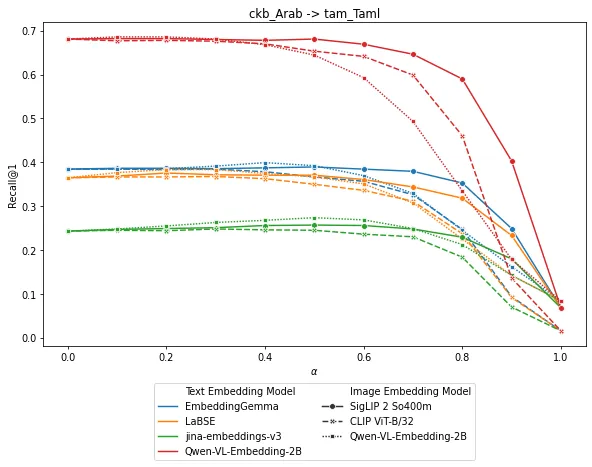 ckb_Arab -> tam_Taml
Recall@1
0.7
0.6
0.5
0.4
0.3
0.2
0.1
0.0
0.0 0.2 0.4 0.6 0.8 1.0
α
Text Embedding Model
EmbeddingGemma
LaBSE
jina-embeddings-v3
Qwen-VL-Embedding-2B
Image Embedding Model
SigLIP 2 So400m
CLIP ViT-B/32
Qwen-VL-Embedding-2B